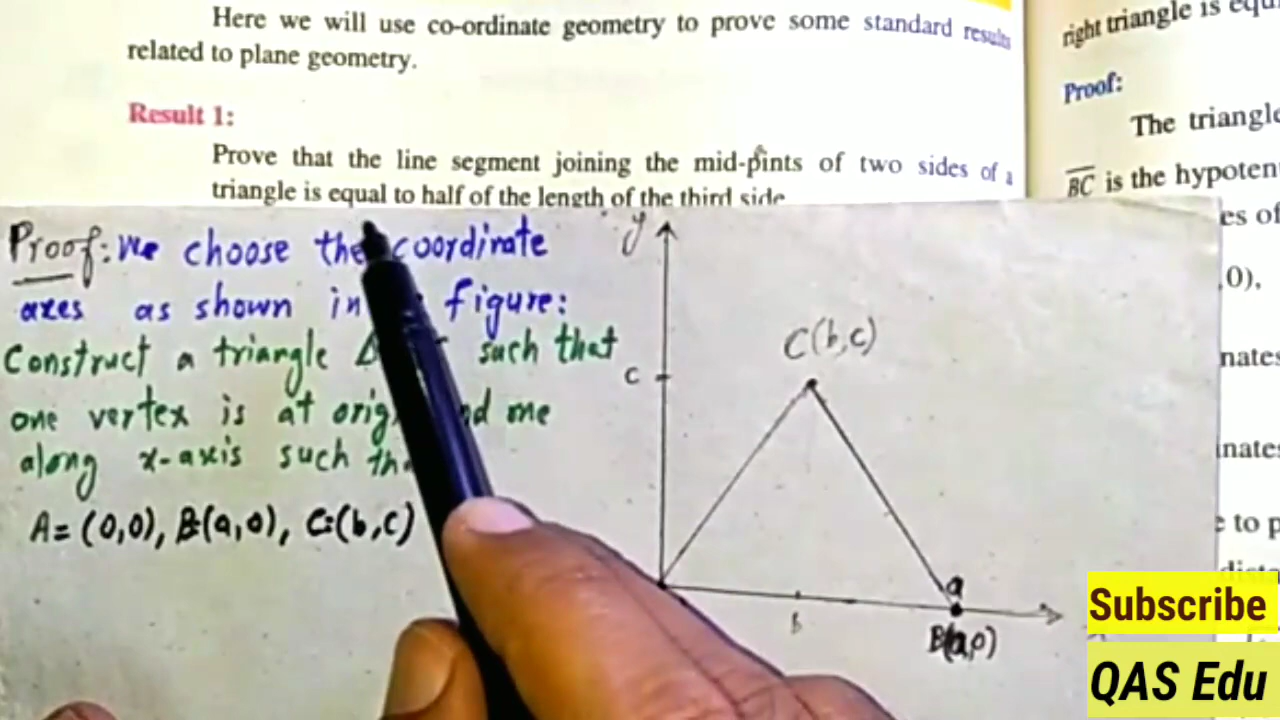 Here we will use co-ordinate geometry to prove some standard results
related to plane geometry.
Result 1:
Prove that the line segment joining the mid-pints of two sides of a
triangle is equal to half of the length of the third side
Proof: we choose the coordinate
axes as shown in figure:
Construct a triangle such that
one vertex is at
along x-axis such
A=(0,0), B:(a,0), C:(b,c)
y
C(b,c)
c
b
a
right triangle is
Proof:
The triangle
BC is the hypoten
es of
.0),
nates
inates
e to p
Subscribe
QAS Edu